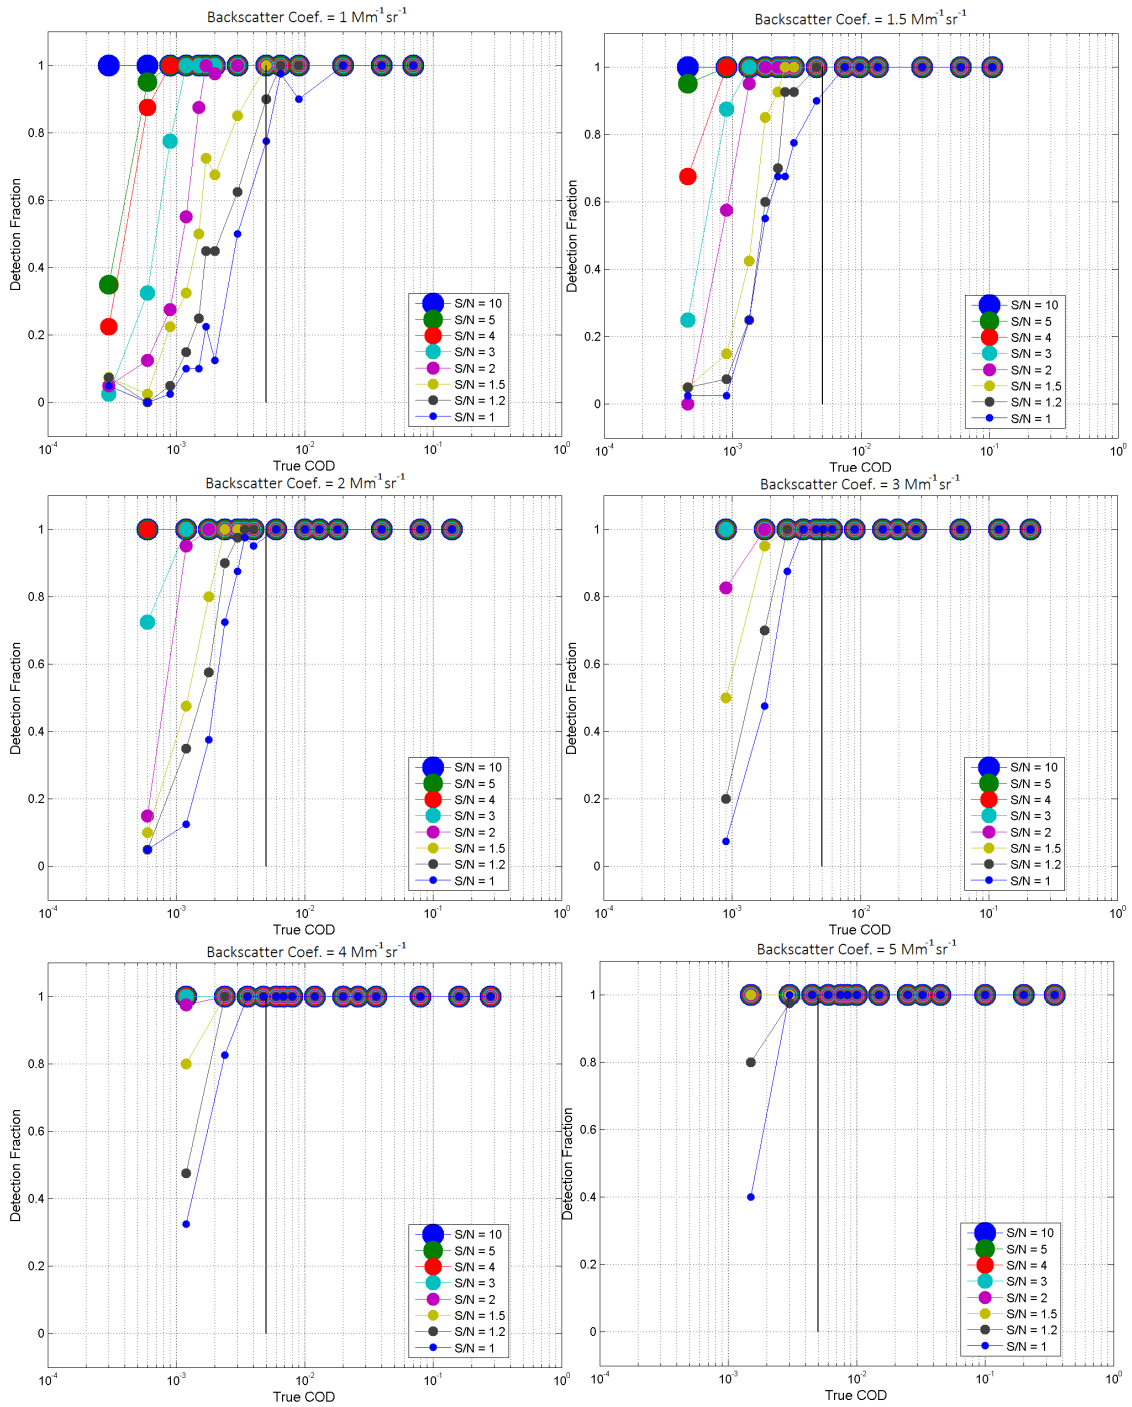 Backscatter Coef. = 1 Mm⁻¹sr⁻¹
Detection Fraction
1
0.8
0.6
0.4
0.2
0
S/N = 10
S/N = 5
S/N = 4
S/N = 3
S/N = 2
S/N = 1.5
S/N = 1.2
S/N = 1
10⁻⁴ 10⁻³ 10⁻² 10⁻¹ 10⁰
True COD
Backscatter Coef. = 1.5 Mm⁻¹sr⁻¹
Detection Fraction
1
0.8
0.6
0.4
0.2
0
S/N = 10
S/N = 5
S/N = 4
S/N = 3
S/N = 2
S/N = 1.5
S/N = 1.2
S/N = 1
10⁻⁴ 10⁻³ 10⁻² 10⁻¹ 10⁰
True COD
Backscatter Coef. = 2 Mm⁻¹sr⁻¹
Detection Fraction
1
0.8
0.6
0.4
0.2
0
S/N = 10
S/N = 5
S/N = 4
S/N = 3
S/N = 2
S/N = 1.5
S/N = 1.2
S/N = 1
10⁻⁴ 10⁻³ 10⁻² 10⁻¹ 10⁰
True COD
Backscatter Coef. = 3 Mm⁻¹sr⁻¹
Detection Fraction
1
0.8
0.6
0.4
0.2
0
S/N = 10
S/N = 5
S/N = 4
S/N = 3
S/N = 2
S/N = 1.5
S/N = 1.2
S/N = 1
10⁻⁴ 10⁻³ 10⁻² 10⁻¹ 10⁰
True COD
Backscatter Coef. = 4 Mm⁻¹sr⁻¹
Detection Fraction
1
0.8
0.6
0.4
0.2
0
S/N = 10
S/N = 5
S/N = 4
S/N = 3
S/N = 2
S/N = 1.5
S/N = 1.2
S/N = 1
10⁻⁴ 10⁻³ 10⁻² 10⁻¹ 10⁰
True COD
Backscatter Coef. = 5 Mm⁻¹sr⁻¹
Detection Fraction
1
0.8
0.6
0.4
0.2
0
S/N = 10
S/N = 5
S/N = 4
S/N = 3
S/N = 2
S/N = 1.5
S/N = 1.2
S/N = 1
10⁻⁴ 10⁻³ 10⁻² 10⁻¹ 10⁰
True COD